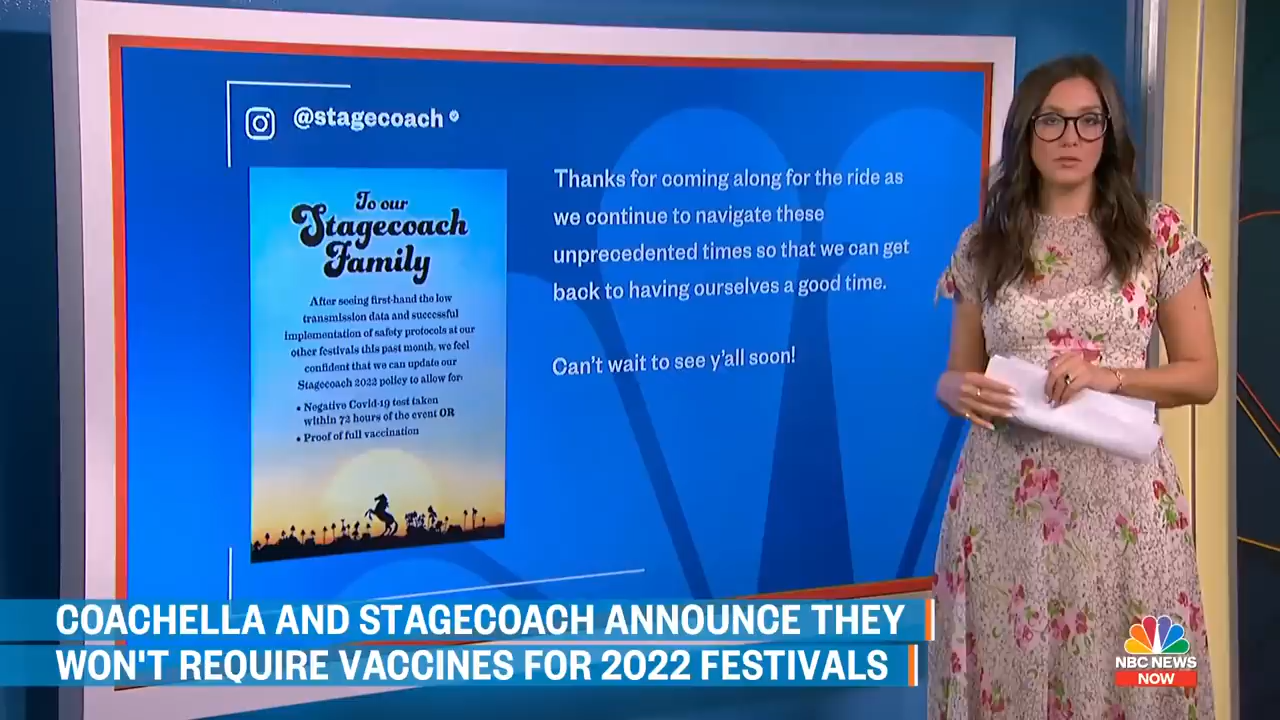 @stagecoach
To our
Stagecoach
Family
After seeing first-hand the low
transmission data and successful
implementation of safety protocols at our
other festivals this past month, we feel
confident that we can update our
Stagecoach 2022 policy to allow for:
• Negative Covid-19 test taken
within 72 hours of the event OR
• Proof of full vaccination
Thanks for coming along for the ride as
we continue to navigate these
unprecedented times so that we can get
back to having ourselves a good time.
Can't wait to see y'all soon!
COACHELLA AND STAGECOACH ANNOUNCE THEY
WON'T REQUIRE VACCINES FOR 2022 FESTIVALS
NBC NEWS
NOW